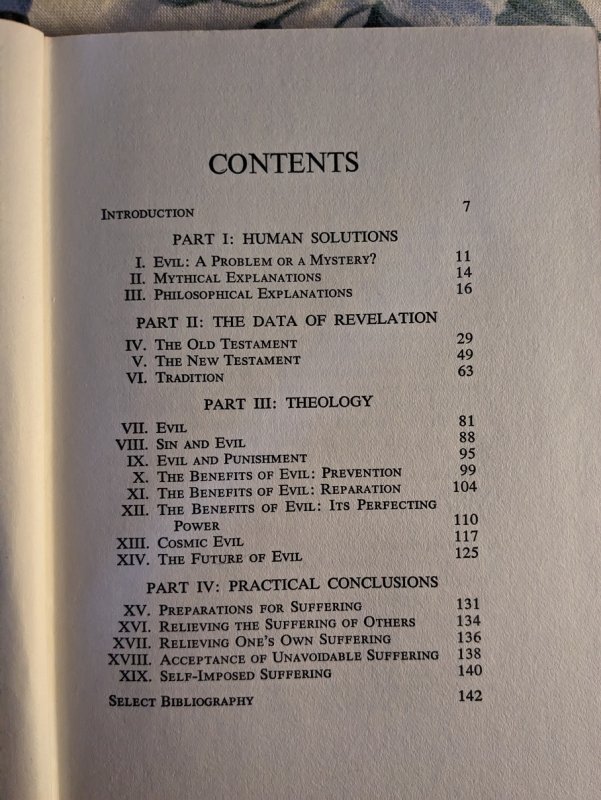 CONTENTS
INTRODUCTION 7
PART I: HUMAN SOLUTIONS
I. EVIL: A PROBLEM OR A MYSTERY? 11
II. MYTHICAL EXPLANATIONS 14
III. PHILOSOPHICAL EXPLANATIONS 16
PART II: THE DATA OF REVELATION
IV. THE OLD TESTAMENT 29
V. THE NEW TESTAMENT 49
VI. TRADITION 63
PART III: THEOLOGY
VII. EVIL 81
VIII. SIN AND EVIL 88
IX. EVIL AND PUNISHMENT 95
X. THE BENEFITS OF EVIL: PREVENTION 99
XI. THE BENEFITS OF EVIL: REPARATION 104
XII. THE BENEFITS OF EVIL: ITS PERFECTING
POWER 110
XIII. COSMIC EVIL 117
XIV. THE FUTURE OF EVIL 125
PART IV: PRACTICAL CONCLUSIONS
XV. PREPARATIONS FOR SUFFERING 131
XVI. RELIEVING THE SUFFERING OF OTHERS 134
XVII. RELIEVING ONE'S OWN SUFFERING 136
XVIII. ACCEPTANCE OF UNAVOIDABLE SUFFERING 138
XIX. SELF-IMPOSED SUFFERING 140
SELECT BIBLIOGRAPHY 142